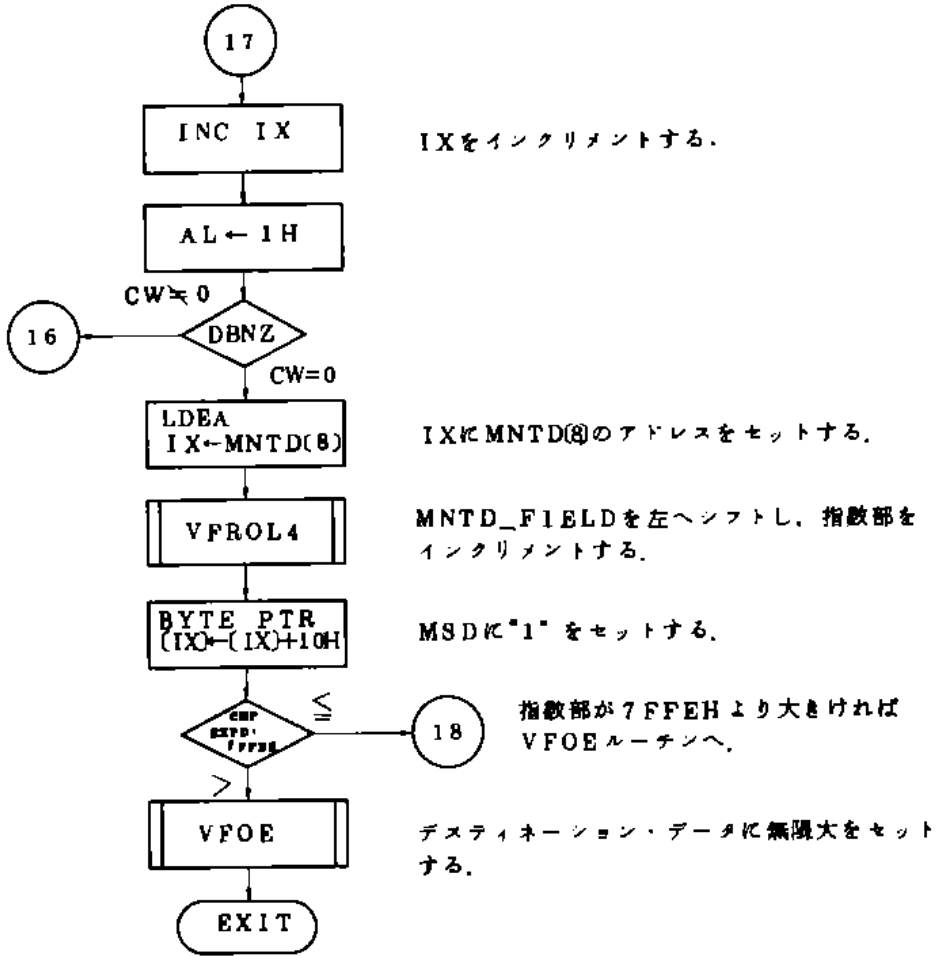 17
INC IX
IXをインクリメントする.
AL←1H
CW≒0
16
DBNZ
CW=0
LDEA
IX←MNTD(8)
IXにMNTD(8)のアドレスをセットする.
VFROL4
MNTD_FIELDを左へシフトし, 指数部を
インクリメントする.
BYTE PTR
(IX)←(IX)+10H
MSDに"1"をセットする.
≦
CMP
18
指数部が7FFEHより大きければ
VFOEルーチンへ.
>
VFOE
デスティネーション・データに無限大をセット
する.
EXIT